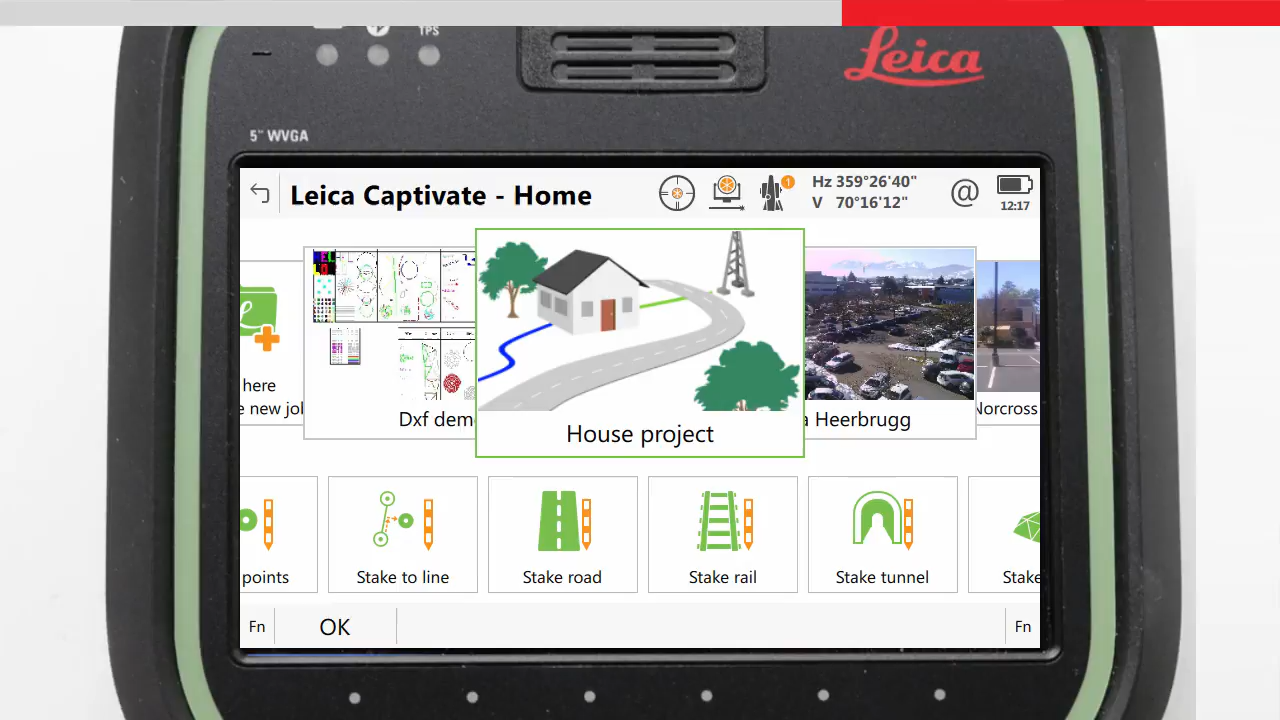 TPS
Leica
5" WVGA
Leica Captivate - Home
1
Hz 359°26'40"
V 70°16'12"
@
12:17
here
e new jol
Dxf dem
House project
a Heerbrugg
Norcross
points
Stake to line
Stake road
Stake rail
Stake tunnel
Stake
Fn
OK
Fn